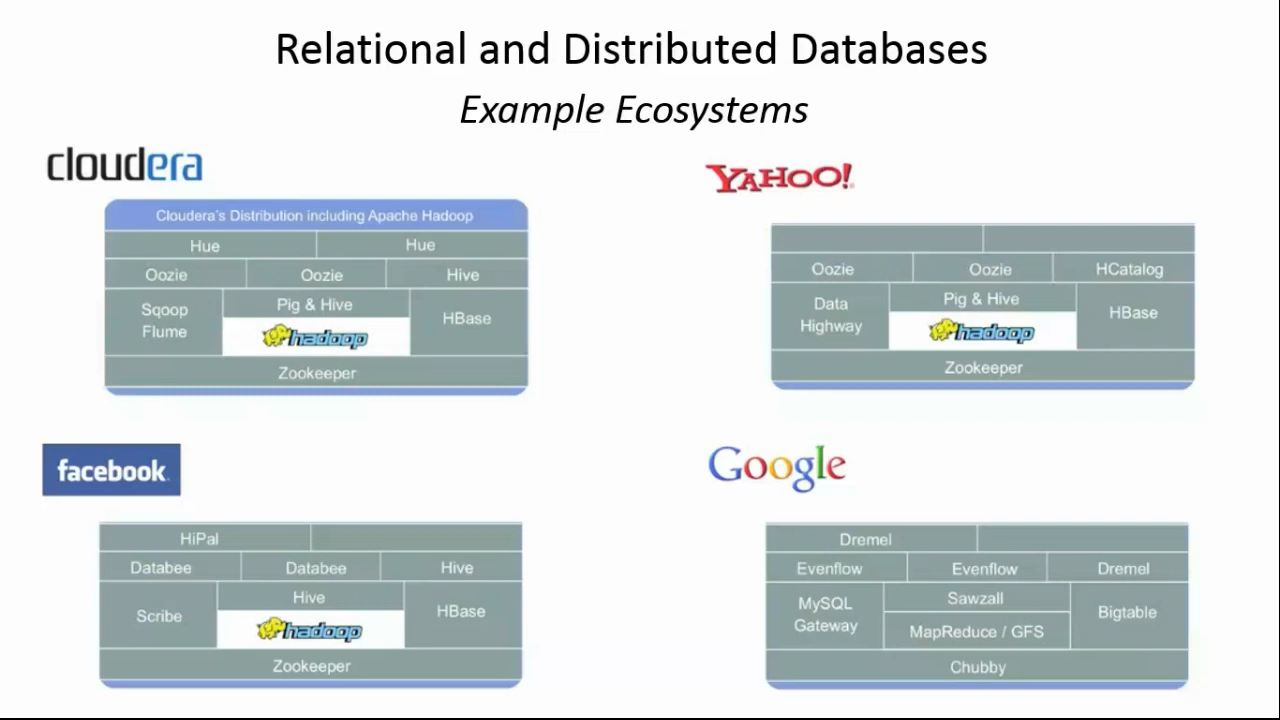 Relational and Distributed Databases
Example Ecosystems
cloudera
Cloudera's Distribution including Apache Hadoop
Hue Hue
Oozie Oozie Hive
Sqoop
Flume
Pig & Hive
hadoop
HBase
Zookeeper
YAHOO!
Oozie Oozie HCatalog
Data
Highway
Pig & Hive
hadoop
HBase
Zookeeper
facebook
HiPal
Databee Databee Hive
Scribe
Hive
hadoop
HBase
Zookeeper
Google
Dremel
Evenflow Evenflow Dremel
MySQL
Gateway
Sawzall
MapReduce / GFS
Bigtable
Chubby